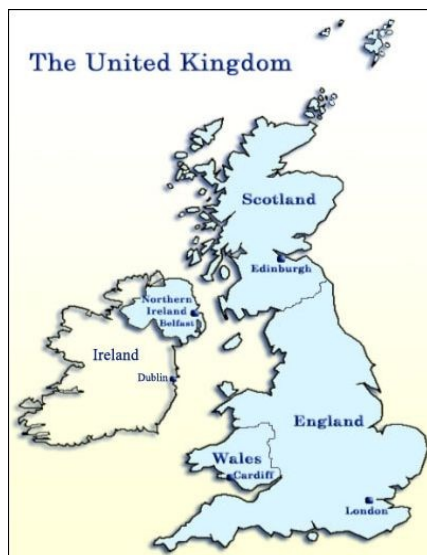 The United Kingdom
Scotland
Edinburgh
Northern
Ireland
Belfast
Ireland
Dublin
England
Wales
Cardiff
London